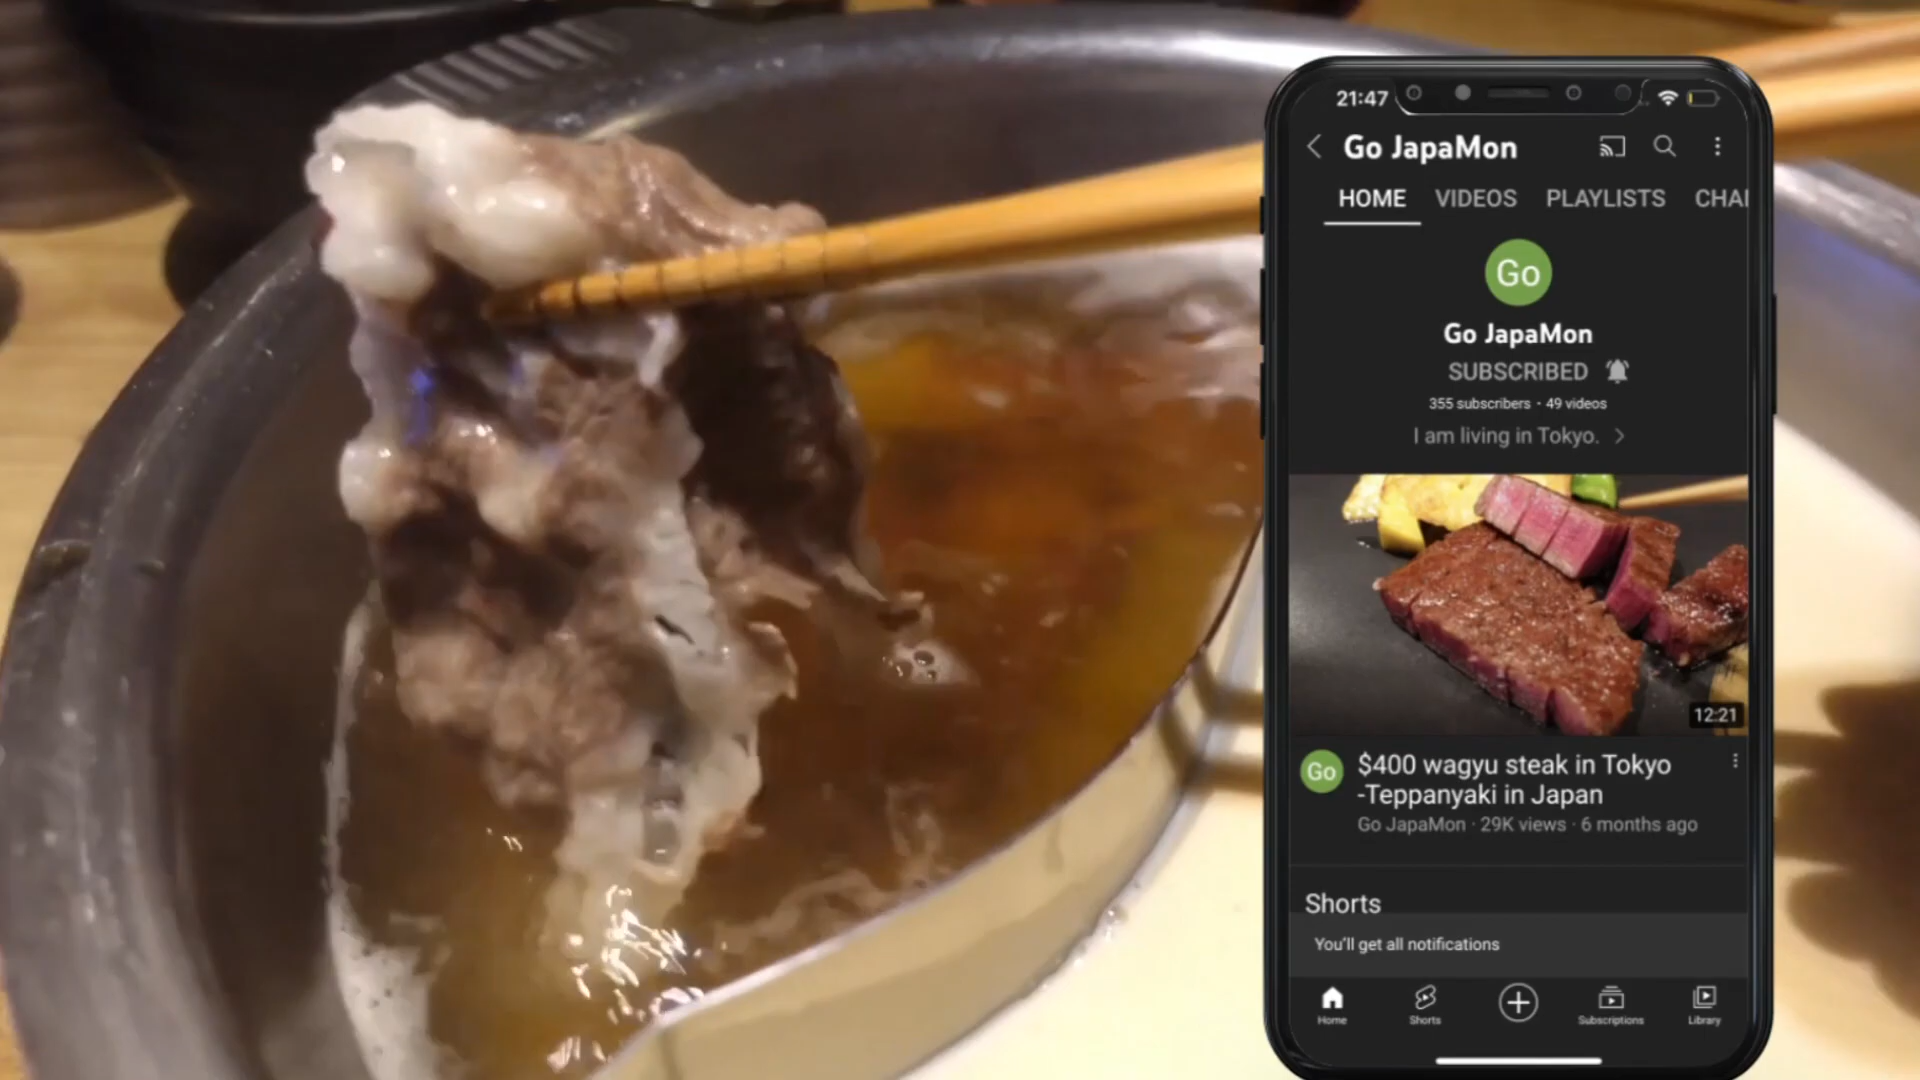 21:47
Go JapaMon
HOME VIDEOS PLAYLISTS CHAI
Go
Go JapaMon
SUBSCRIBED
355 subscribers · 49 videos
I am living in Tokyo.
12:21
Go
$400 wagyu steak in Tokyo
-Teppanyaki in Japan
Go JapaMon · 29K views · 6 months ago
Shorts
You'll get all notifications
Home Shorts Subscriptions Library